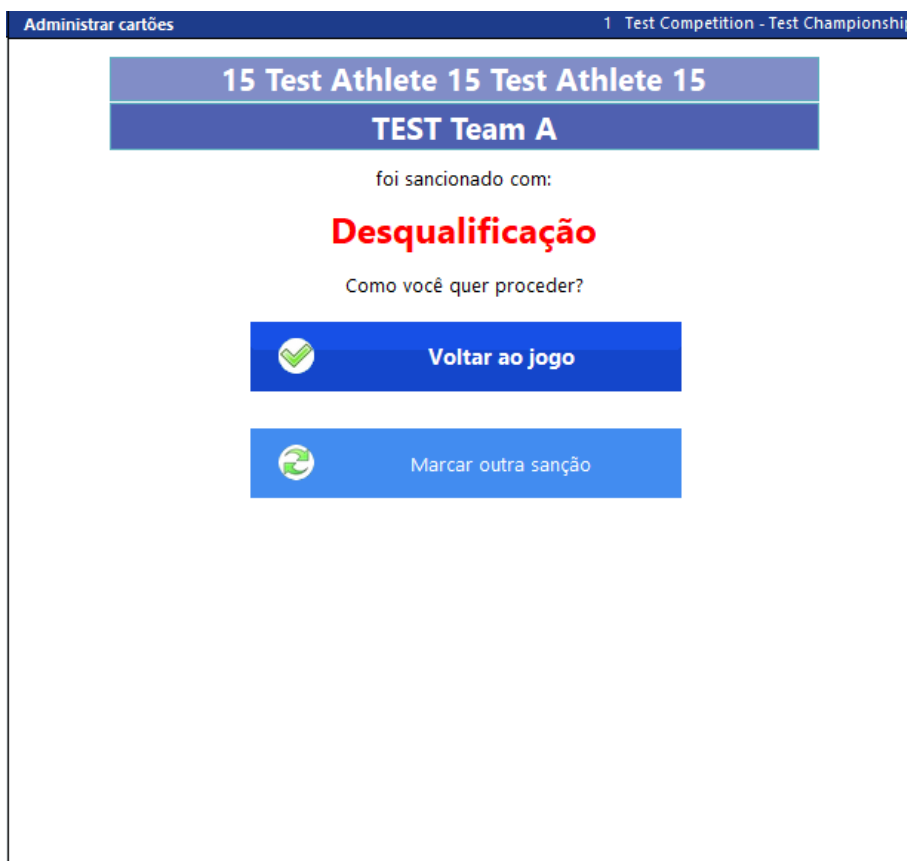 Administrar cartões
1 Test Competition - Test Championship
15 Test Athlete 15 Test Athlete 15
TEST Team A
foi sancionado com:
Desqualificação
Como você quer proceder?
Voltar ao jogo
Marcar outra sanção